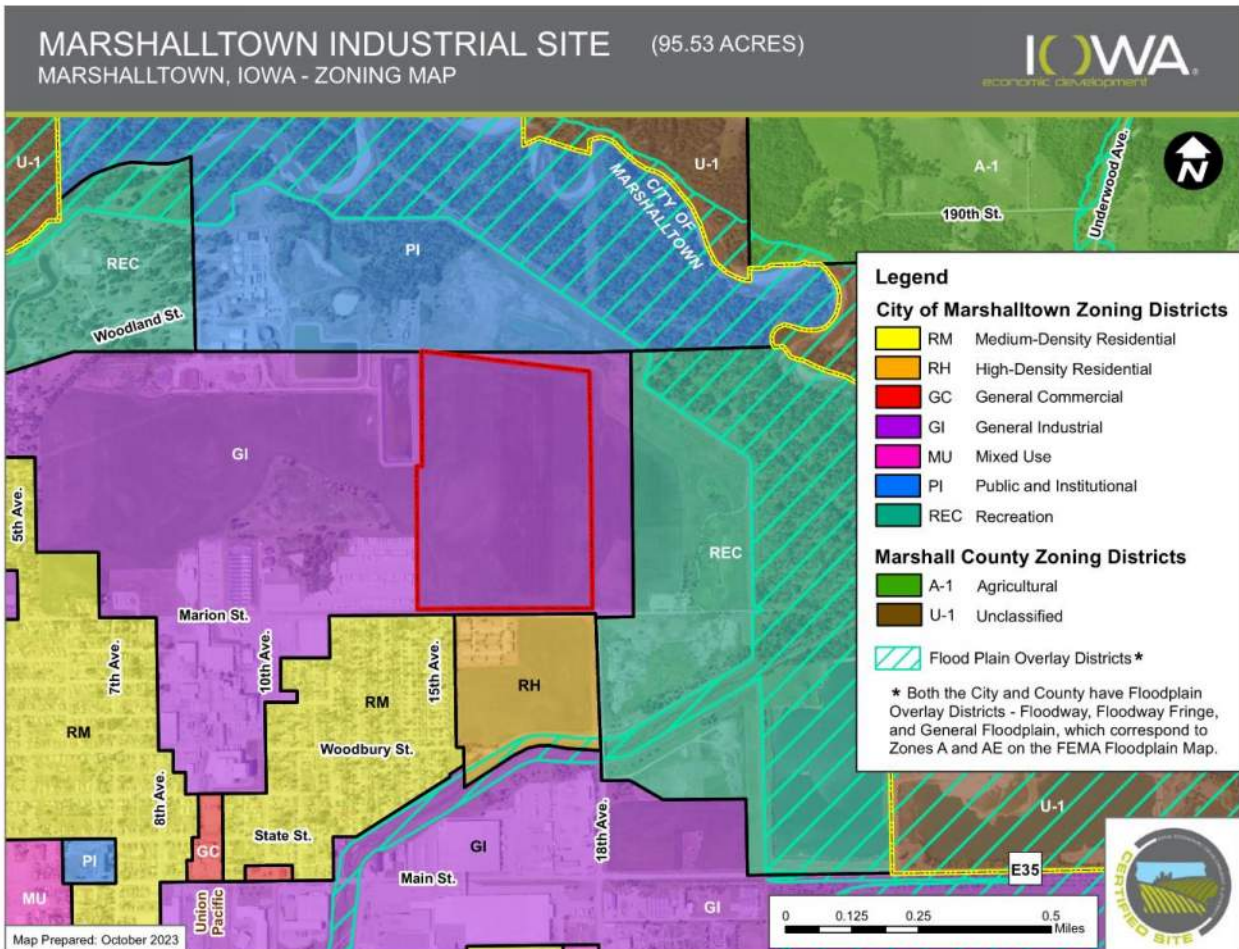 MARSHALLTOWN INDUSTRIAL SITE (95.53 ACRES)
MARSHALLTOWN, IOWA - ZONING MAP
IOWA®
economic development
U-1
U-1
A-1
Underwood Ave.
N
190th St.
CITY OF
MARSHALLTOWN
PI
REC
Woodland St.
GI
5th Ave.
REC
Marion St.
7th Ave.
10th Ave.
15th Ave.
RM
RH
RM
Woodbury St.
8th Ave.
State St.
18th Ave.
GC
GI
PI
Main St.
MU
Union
Pacific
GI
U-1
E35
Legend
City of Marshalltown Zoning Districts
RM Medium-Density Residential
RH High-Density Residential
GC General Commercial
GI General Industrial
MU Mixed Use
PI Public and Institutional
REC Recreation
Marshall County Zoning Districts
A-1 Agricultural
U-1 Unclassified
Flood Plain Overlay Districts *
* Both the City and County have Floodplain
Overlay Districts - Floodway, Floodway Fringe,
and General Floodplain, which correspond to
Zones A and AE on the FEMA Floodplain Map.
0 0.125 0.25 0.5
Miles
CERTIFIED SITE
Map Prepared: October 2023